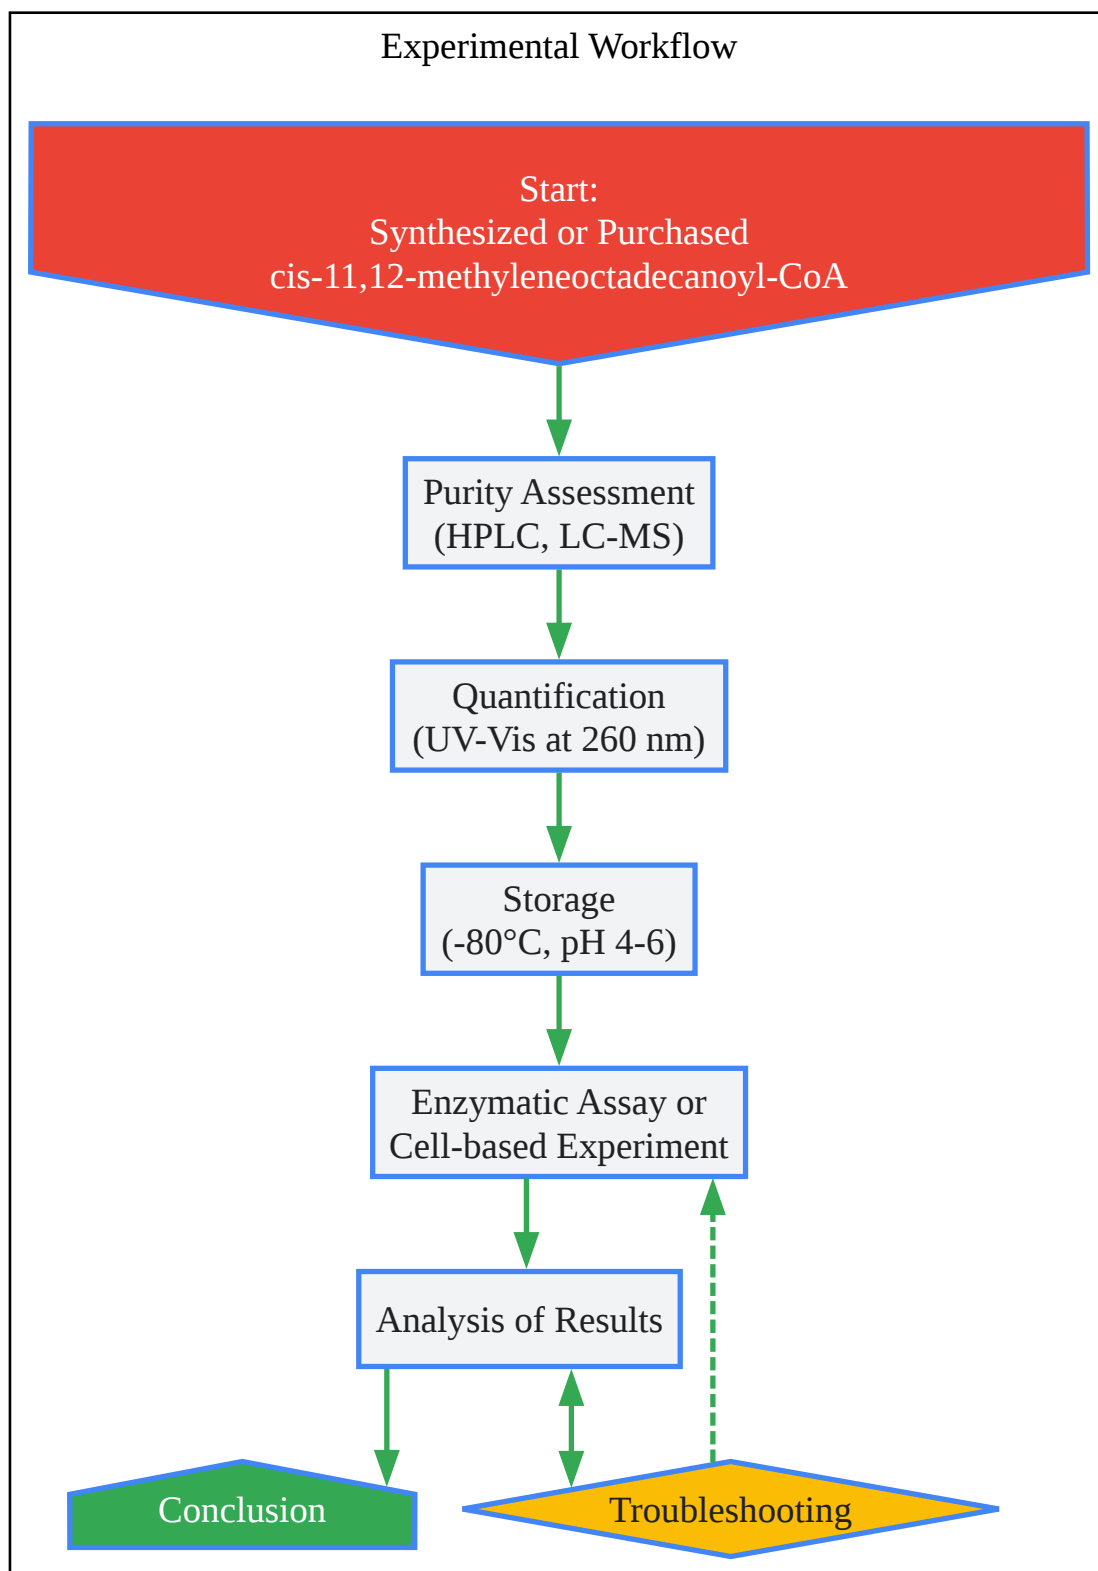 Experimental Workflow
Start:
Synthesized or Purchased
cis-11,12-methyleneoctadecanoyl-CoA
Purity Assessment
(HPLC, LC-MS)
Quantification
(UV-Vis at 260 nm)
Storage
(-80°C, pH 4-6)
Enzymatic Assay or
Cell-based Experiment
Analysis of Results
Conclusion
Troubleshooting